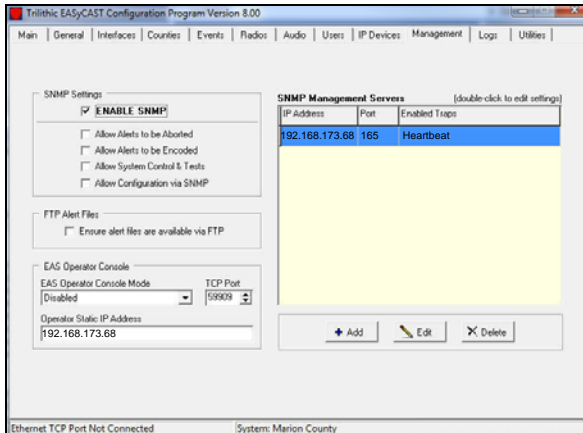 Trilithic EASyCAST Configuration Program Version 8.00
Main General Interfaces Counties Events Radios Audio Users IP Devices Management Logs Utilities
SNMP Settings
ENABLE SNMP
Allow Alerts to be Aborted
Allow Alerts to be Encoded
Allow System Control & Tests
Allow Configuration via SNMP
FTP Alert Files
Ensure alert files are available via FTP
EAS Operator Console
EAS Operator Console Mode TCP Port
Disabled 59909
Operator Static IP Address
192.168.173.68
SNMP Management Servers (double-click to edit settings)
IP Address Port Enabled Traps
192.168.173.68 165 Heartbeat
Add Edit Delete
Ethernet TCP Port Not Connected System: Marion County